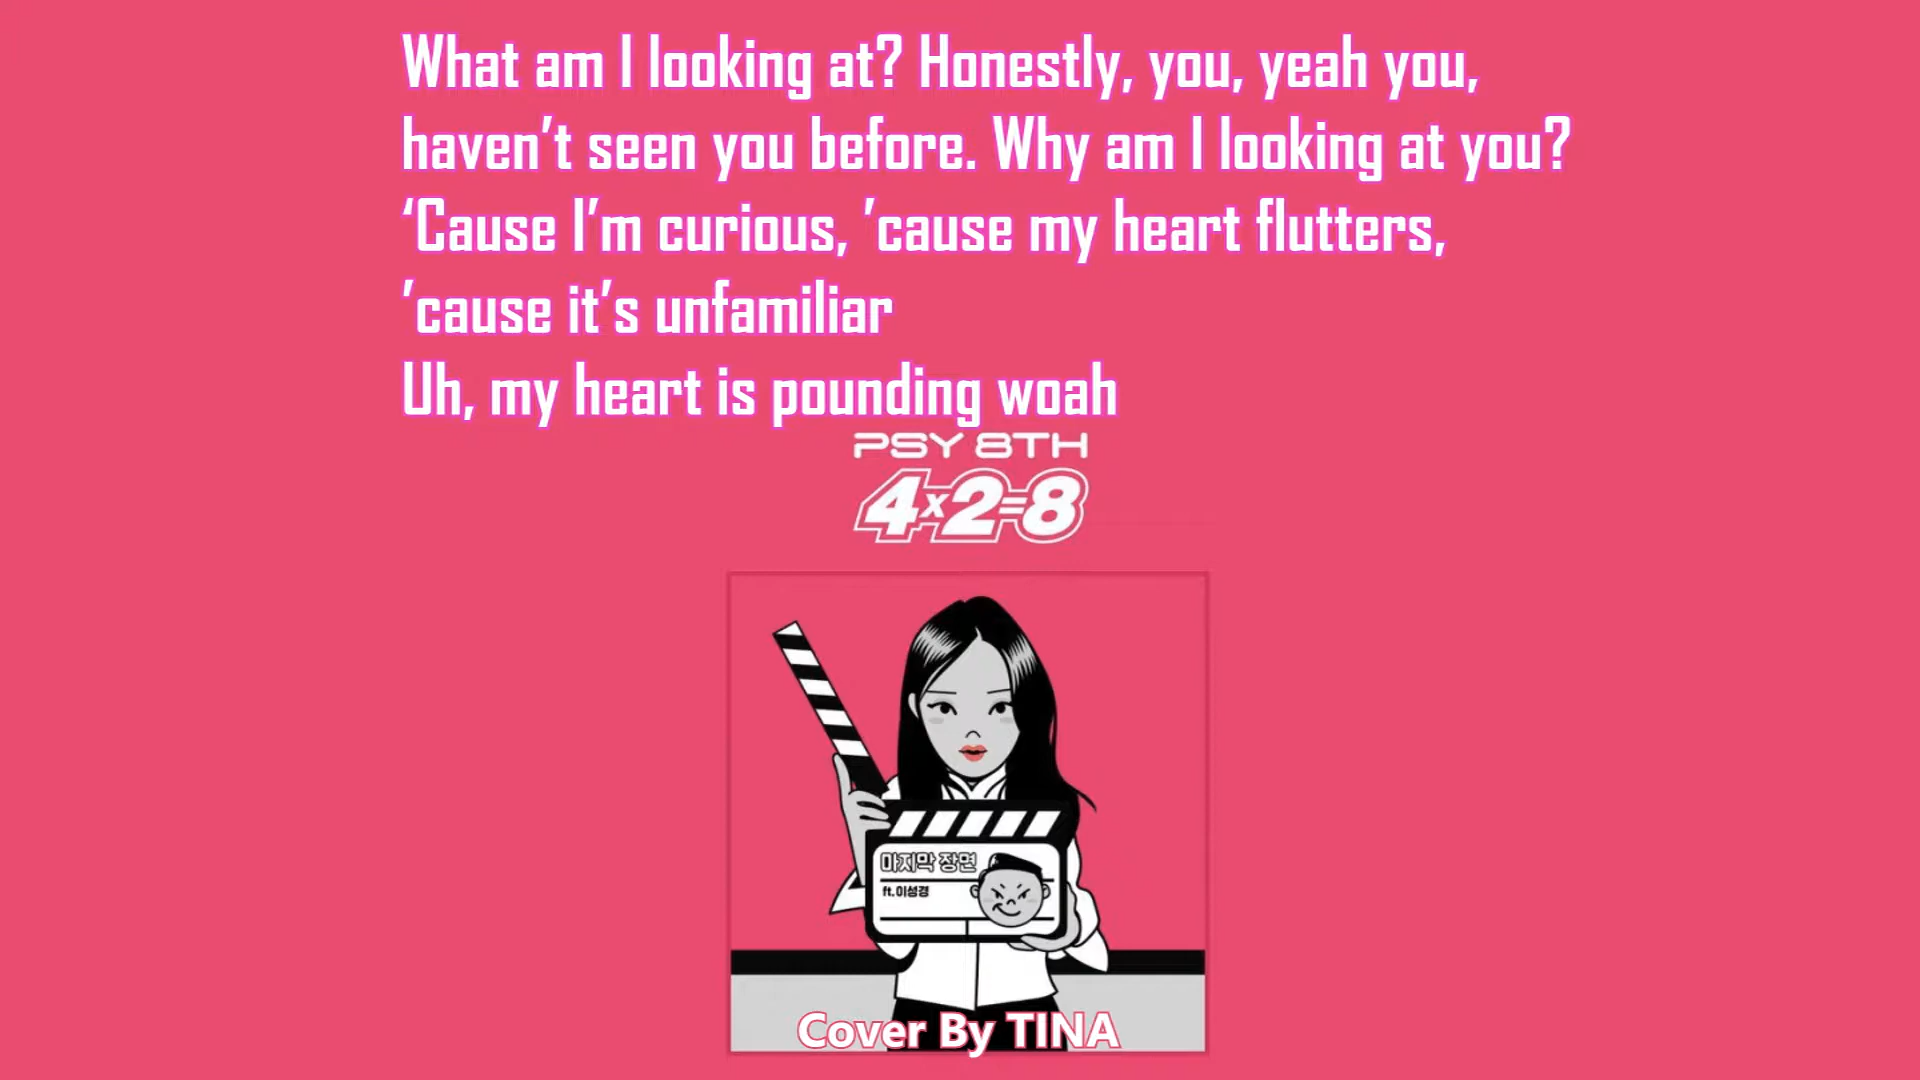 What am I looking at? Honestly, you, yeah you,
haven’t seen you before. Why am I looking at you?
‘Cause I’m curious, ’cause my heart flutters,
’cause it’s unfamiliar
Uh, my heart is pounding woah
PSY 8TH
4x2=8
마지막 장면
ft.이성경
Cover By TINA